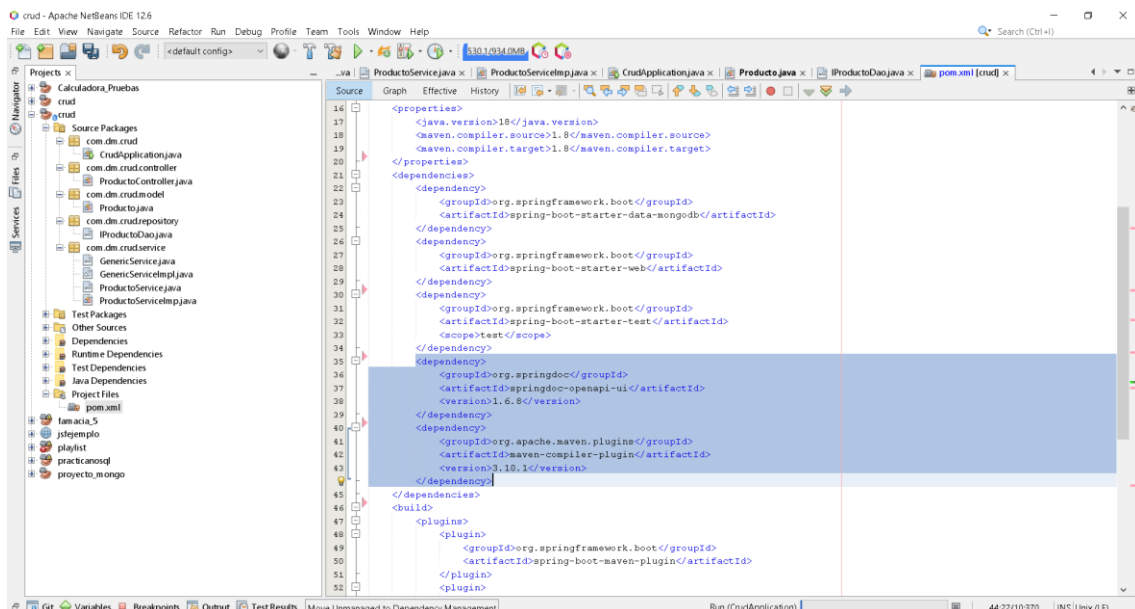 crud - Apache NetBeans IDE 12.6
File Edit View Navigate Source Refactor Run Debug Profile Team Tools Window Help
Search (Ctrl+I)
<default config>
530.1/934.0MB
Projects
...va
ProductoService.java
ProductoServiceImp.java
CrudApplication.java
Producto.java
IProductoDao.java
pom.xml [crud]
Navigator
Files
Services
Calculadora_Pruebas
crud
crud
Source Packages
com.dm.crud
CrudApplication.java
com.dm.crud.controller
ProductoController.java
com.dm.crud.model
Producto.java
com.dm.crud.repository
IProductoDao.java
com.dm.crud.service
GenericService.java
GenericServiceImpl.java
ProductoService.java
ProductoServiceImp.java
Test Packages
Other Sources
Dependencies
Runtime Dependencies
Test Dependencies
Java Dependencies
Project Files
pom.xml
famacia_5
jsfejemplo
playlist
practicanosql
proyecto_mongo
Source Graph Effective History
16 <properties>
17 <java.version>18</java.version>
18 <maven.compiler.source>1.8</maven.compiler.source>
19 <maven.compiler.target>1.8</maven.compiler.target>
20 </properties>
21 <dependencies>
22 <dependency>
23 <groupId>org.springframework.boot</groupId>
24 <artifactId>spring-boot-starter-data-mongodb</artifactId>
25 </dependency>
26 <dependency>
27 <groupId>org.springframework.boot</groupId>
28 <artifactId>spring-boot-starter-web</artifactId>
29 </dependency>
30 <dependency>
31 <groupId>org.springframework.boot</groupId>
32 <artifactId>spring-boot-starter-test</artifactId>
33 <scope>test</scope>
34 </dependency>
35 <dependency>
36 <groupId>org.springdoc</groupId>
37 <artifactId>springdoc-openapi-ui</artifactId>
38 <version>1.6.8</version>
39 </dependency>
40 <dependency>
41 <groupId>org.apache.maven.plugins</groupId>
42 <artifactId>maven-compiler-plugin</artifactId>
43 <version>3.10.1</version>
</dependency>
45 </dependencies>
46 <build>
47 <plugins>
48 <plugin>
49 <groupId>org.springframework.boot</groupId>
50 <artifactId>spring-boot-maven-plugin</artifactId>
51 </plugin>
52 <plugin>
Git Variables Breakpoints Output Test Results Move Unmanaged to Dependency Management Run (CrudApplication) 44:22/10:370 INS Unix (LF)